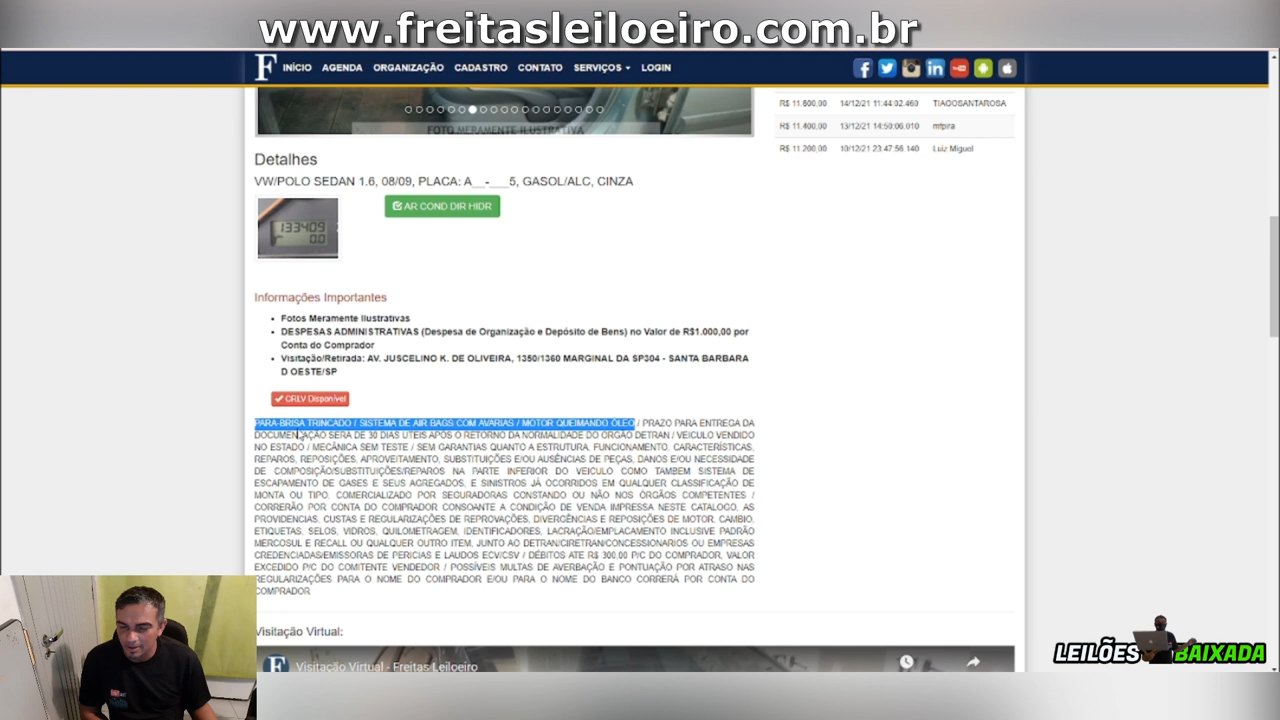 www.freitasleiloeiro.com.br
F INÍCIO AGENDA ORGANIZAÇÃO CADASTRO CONTATO SERVIÇOS LOGIN
FOTO MERAMENTE ILUSTRATIVA
R$ 11.600,00 14/12/21 11:44:02.460 TIAGOSANTAROSA
R$ 11.400,00 13/12/21 14:50:06.010 mfpira
R$ 11.200,00 10/12/21 23:47:56.140 Luiz Miguel
Detalhes
VW/POLO SEDAN 1.6, 08/09, PLACA: A__-___5, GASOL/ALC, CINZA
133409
0.0
AR COND DIR HIDR
Informações Importantes
• Fotos Meramente Ilustrativas
• DESPESAS ADMINISTRATIVAS (Despesa de Organização e Depósito de Bens) no Valor de R$1.000,00 por
Conta do Comprador
• Visitação/Retirada: AV. JUSCELINO K. DE OLIVEIRA, 1350/1360 MARGINAL DA SP304 - SANTA BARBARA
D OESTE/SP
CRLV Disponível
PARA-BRISA TRINCADO / SISTEMA DE AIR BAGS COM AVARIAS / MOTOR QUEIMANDO ÓLEO / PRAZO PARA ENTREGA DA
DOCUMENTAÇÃO SERÁ DE 30 DIAS ÚTEIS APÓS O RETORNO DA NORMALIDADE DO ORGÃO DETRAN / VEICULO VENDIDO
NO ESTADO / MECÂNICA SEM TESTE / SEM GARANTIAS QUANTO A ESTRUTURA, FUNCIONAMENTO, CARACTERÍSTICAS,
REPAROS, REPOSIÇÕES, APROVEITAMENTO, SUBSTITUIÇÕES E/OU AUSÊNCIAS DE PEÇAS, DANOS E/OU NECESSIDADE
DE COMPOSIÇÃO/SUBSTITUIÇÕES/REPAROS NA PARTE INFERIOR DO VEICULO COMO TAMBEM SISTEMA DE
ESCAPAMENTO DE GASES E SEUS AGREGADOS, E SINISTROS JÁ OCORRIDOS EM QUALQUER CLASSIFICAÇÃO DE
MONTA OU TIPO, COMERCIALIZADO POR SEGURADORAS CONSTANDO OU NÃO NOS ÓRGÃOS COMPETENTES /
CORRERÃO POR CONTA DO COMPRADOR CONSOANTE A CONDIÇÃO DE VENDA IMPRESSA NESTE CATALOGO, AS
PROVIDENCIAS, CUSTAS E REGULARIZAÇÕES DE REPROVAÇÕES, DIVERGÊNCIAS E REPOSIÇÕES DE MOTOR, CAMBIO,
ETIQUETAS, SELOS, VIDROS, QUILOMETRAGEM, IDENTIFICADORES, LACRAÇÃO/EMPLACAMENTO INCLUSIVE PADRÃO
MERCOSUL E RECALL OU QUALQUER OUTRO ITEM, JUNTO AO DETRAN/CIRETRAN/CONCESSIONARIOS OU EMPRESAS
CREDENCIADAS/EMISSORAS DE PERICIAS E LAUDOS ECV/CSV / DÉBITOS ATE R$ 300,00 P/C DO COMPRADOR, VALOR
EXCEDIDO P/C DO COMITENTE VENDEDOR / POSSÍVEIS MULTAS DE AVERBAÇÃO E PONTUAÇÃO POR ATRASO NAS
REGULARIZAÇÕES PARA O NOME DO COMPRADOR E/OU PARA O NOME DO BANCO CORRERÁ POR CONTA DO
COMPRADOR
Visitação Virtual:
F Visitação Virtual - Freitas Leiloeiro
LEILÕES BAIXADA